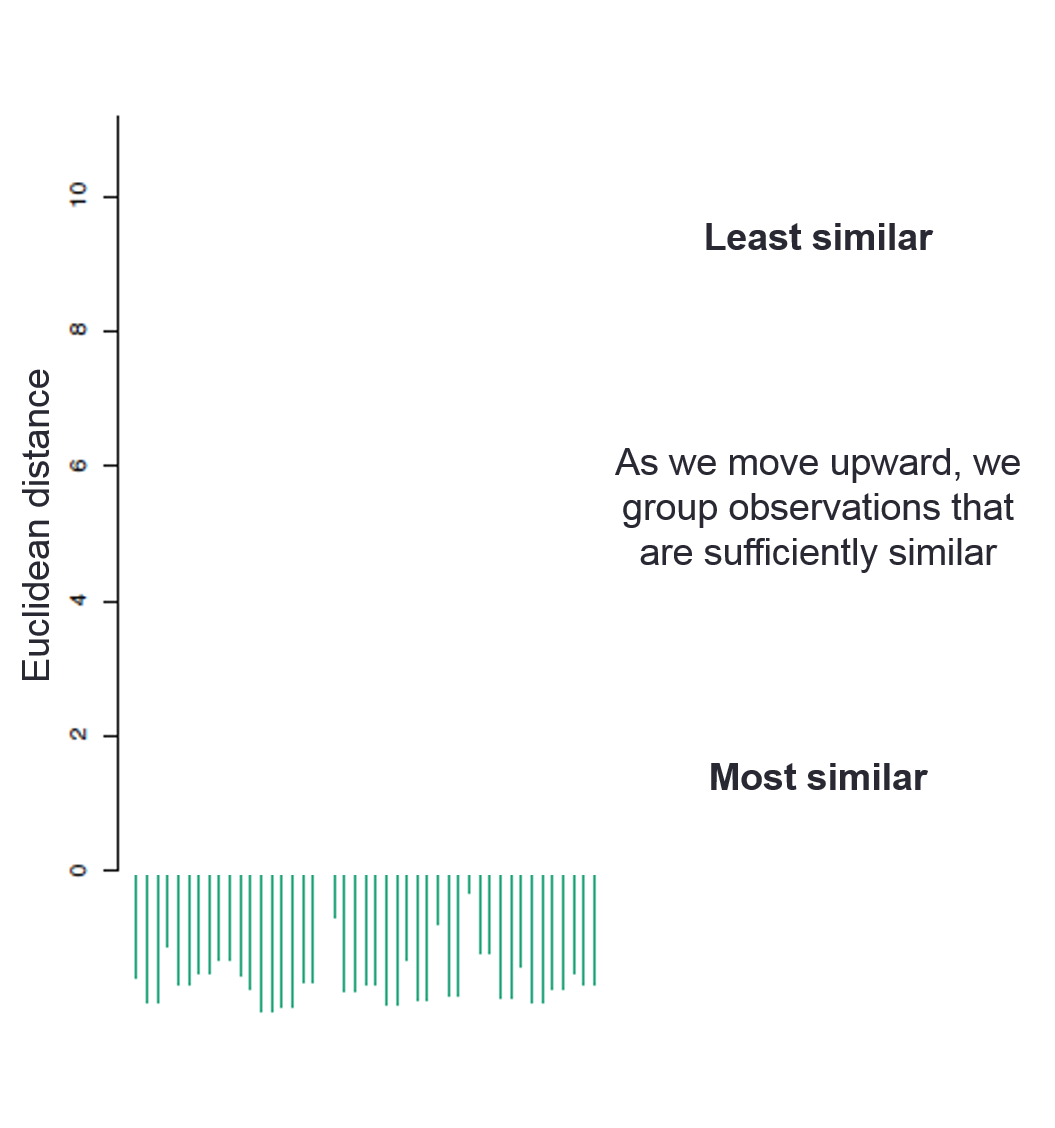 Euclidean distance
10
8
6
4
2
0
Least similar
As we move upward, we
group observations that
are sufficiently similar
Most similar